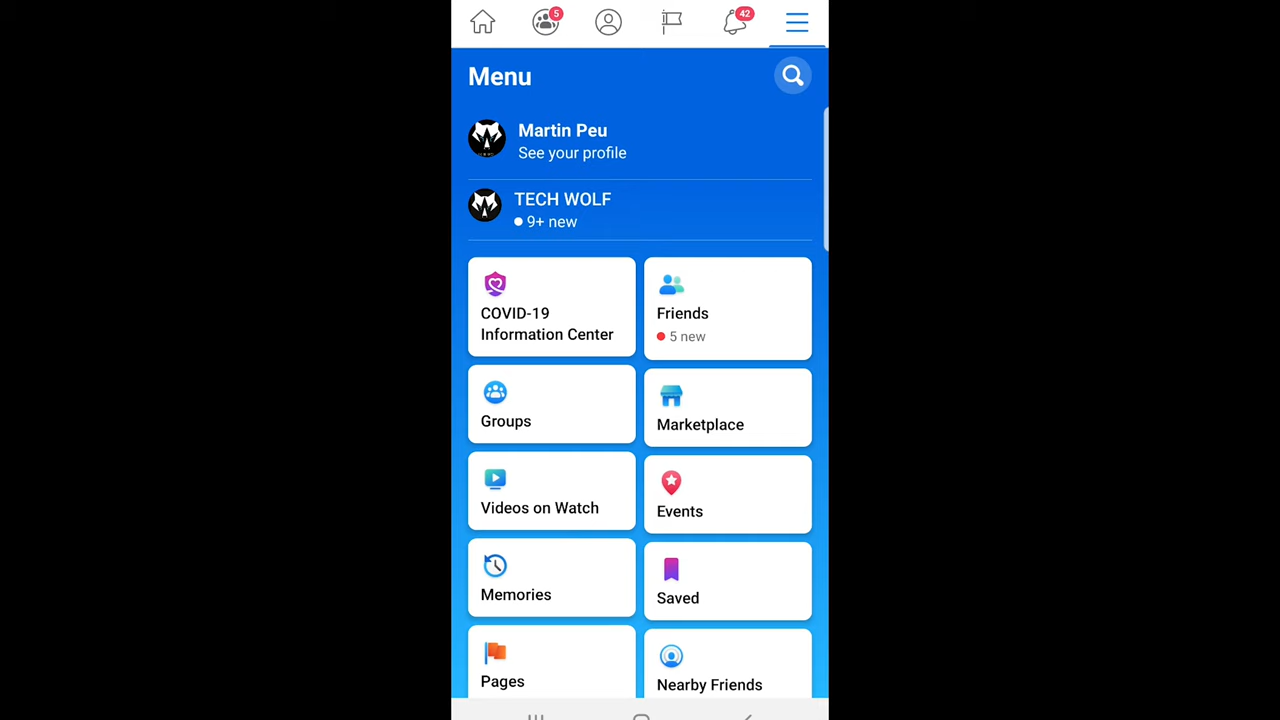 5
42
Menu
Martin Peu
See your profile
TECH WOLF
9+ new
COVID-19
Information Center
Friends
5 new
Groups
Marketplace
Videos on Watch
Events
Memories
Saved
Pages
Nearby Friends